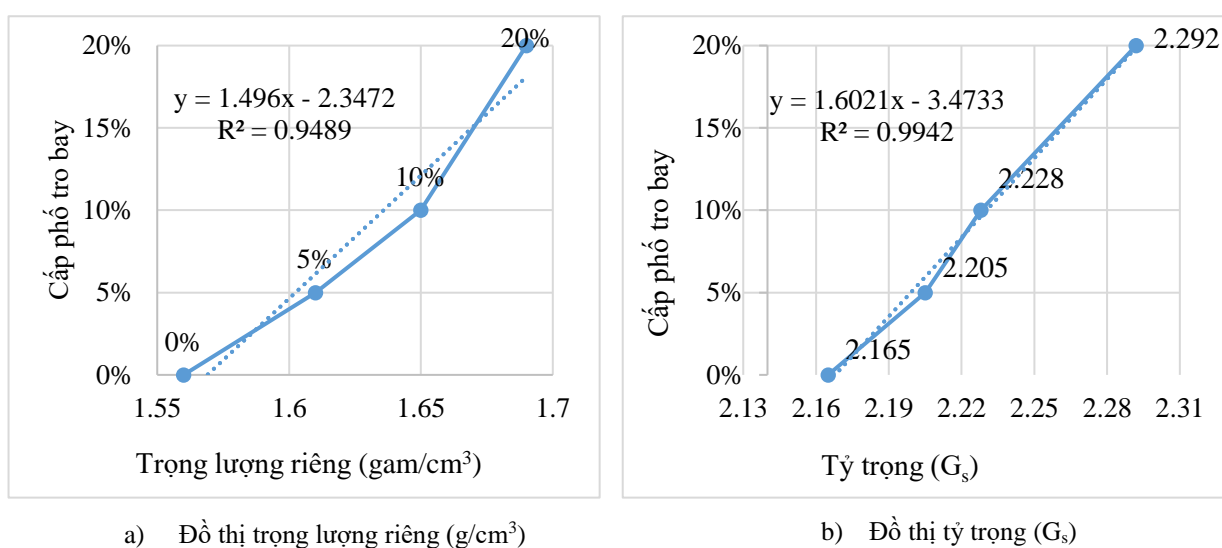 Cấp phố tro bay
20%
15%
10%
5%
0%
1.55 1.6 1.65 1.7
0%
5%
10%
20%
y = 1.496x - 2.3472
R² = 0.9489
Trọng lượng riêng (gam/cm³)
a) Đồ thị trọng lượng riêng (g/cm³)
Cấp phố tro bay
20%
15%
10%
5%
0%
2.13 2.16 2.19 2.22 2.25 2.28 2.31
2.165
2.205
2.228
2.292
y = 1.6021x - 3.4733
R² = 0.9942
Tỷ trọng (Gₛ)
b) Đồ thị tỷ trọng (Gₛ)